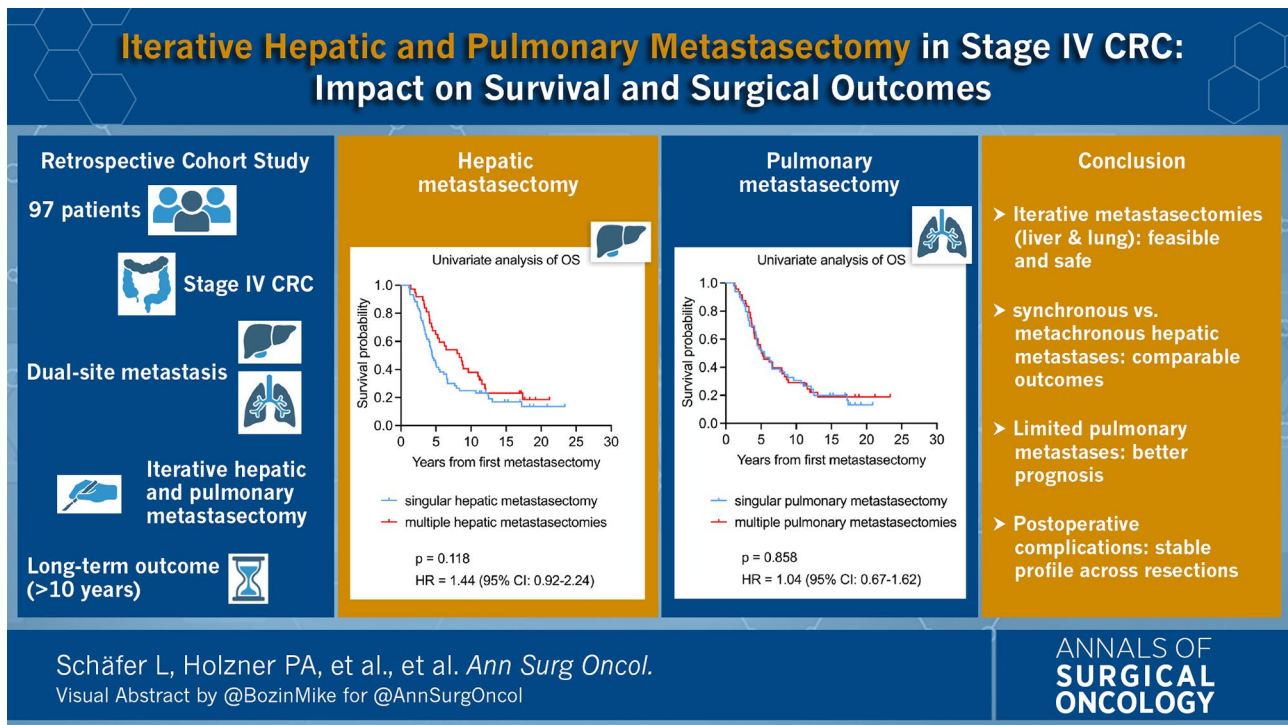 Iterative Hepatic and Pulmonary Metastasectomy in Stage IV CRC:
Impact on Survival and Surgical Outcomes
Retrospective Cohort Study
97 patients
Stage IV CRC
Dual-site metastasis
Iterative hepatic
and pulmonary
metastasectomy
Long-term outcome
(>10 years)
Hepatic
metastasectomy
Univariate analysis of OS
Survival probability
1.0
0.8
0.6
0.4
0.2
0.0
0 5 10 15 20 25 30
Years from first metastasectomy
singular hepatic metastasectomy
multiple hepatic metastasectomies
p = 0.118
HR = 1.44 (95% CI: 0.92-2.24)
Pulmonary
metastasectomy
Univariate analysis of OS
Survival probability
1.0
0.8
0.6
0.4
0.2
0.0
0 5 10 15 20 25 30
Years from first metastasectomy
singular pulmonary metastasectomy
multiple pulmonary metastasectomies
p = 0.858
HR = 1.04 (95% CI: 0.67-1.62)
Conclusion
➤ Iterative metastasectomies
(liver & lung): feasible
and safe
➤ synchronous vs.
metachronous hepatic
metastases: comparable
outcomes
➤ Limited pulmonary
metastases: better
prognosis
➤ Postoperative
complications: stable
profile across resections
Schäfer L, Holzner PA, et al., et al. Ann Surg Oncol.
Visual Abstract by @BozinMike for @AnnSurgOncol
ANNALS OF
SURGICAL
ONCOLOGY